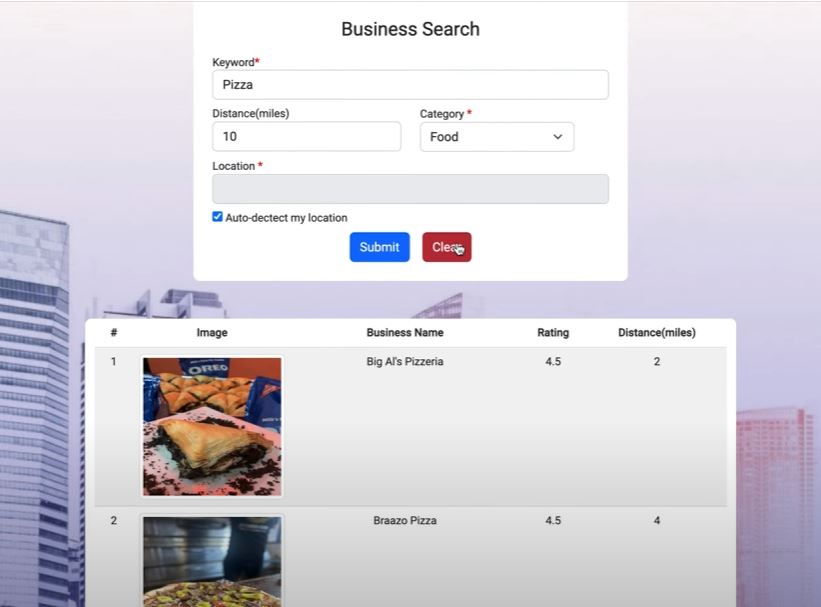 Business Search
Keyword*
Pizza
Distance(miles) Category *
10 Food
Location *
Auto-dectect my location
Submit Clear
# Image Business Name Rating Distance(miles)
1 Big Al's Pizzeria 4.5 2
OREO
2 Braazo Pizza 4.5 4